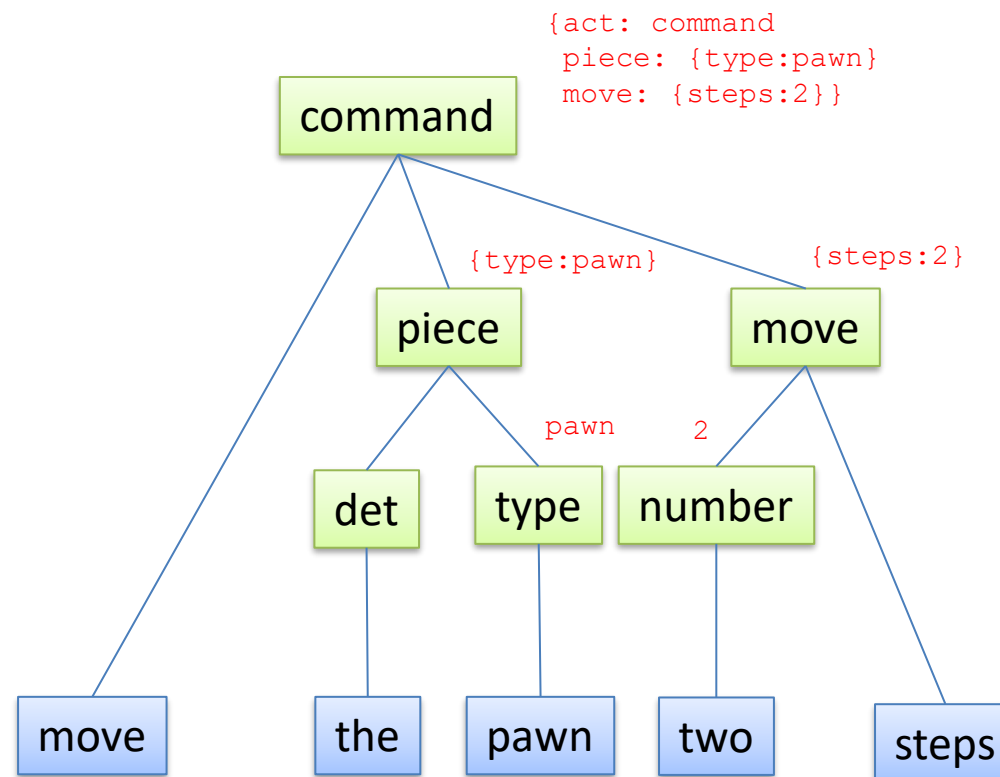 {act: command
piece: {type:pawn}
move: {steps:2}}
command
{type:pawn}
{steps:2}
piece
move
pawn
2
det
type
number
move
the
pawn
two
steps